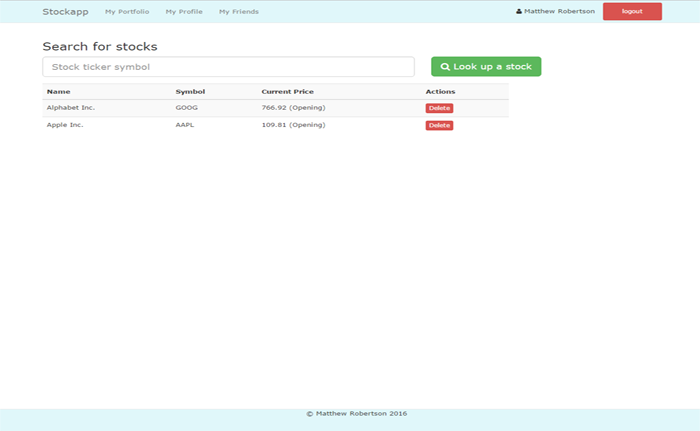 Stockapp My Portfolio My Profile My Friends Matthew Robertson logout
Search for stocks
Stock ticker symbol Look up a stock
Name Symbol Current Price Actions
Alphabet Inc. GOOG 766.92 (Opening) Delete
Apple Inc. AAPL 109.81 (Opening) Delete
© Matthew Robertson 2016